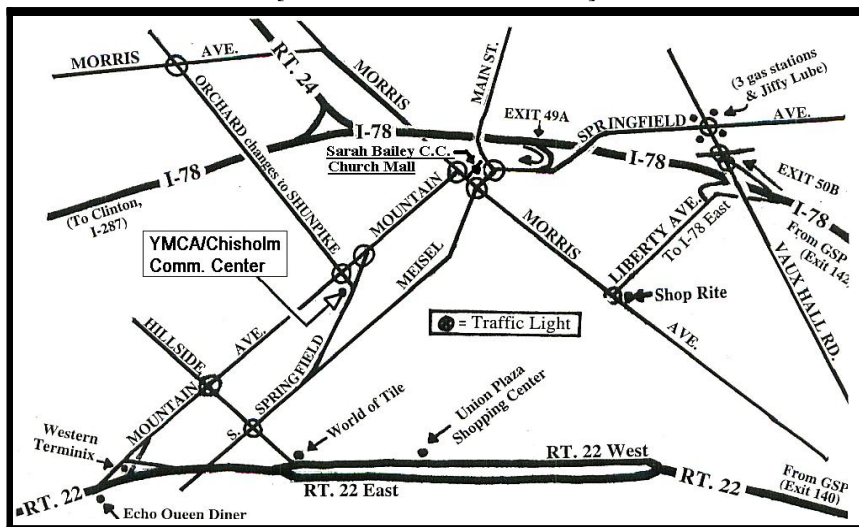 MORRIS AVE.
RT. 24
MORRIS
MAIN ST.
(3 gas stations
& Jiffy Lube)
ORCHARD changes to SHUNPIKE
EXIT 49A
SPRINGFIELD AVE.
I-78
I-78
I-78
Sarah Bailey C.C.
Church Mall
EXIT 50B
I-78
(To Clinton,
I-287)
MOUNTAIN
MORRIS
LIBERTY AVE.
To I-78 East
I-78
From GSP
(Exit 142
YMCA/Chisholm
Comm. Center
MEISEL
Shop Rite
VAUX HALL RD.
= Traffic Light
AVE.
HILLSIDE
AVE.
MOUNTAIN
S. SPRINGFIELD
World of Tile
Union Plaza
Shopping Center
Western
Terminix
RT. 22 West
RT. 22 East
RT. 22
RT. 22
From GSP
(Exit 140)
Echo Queen Diner